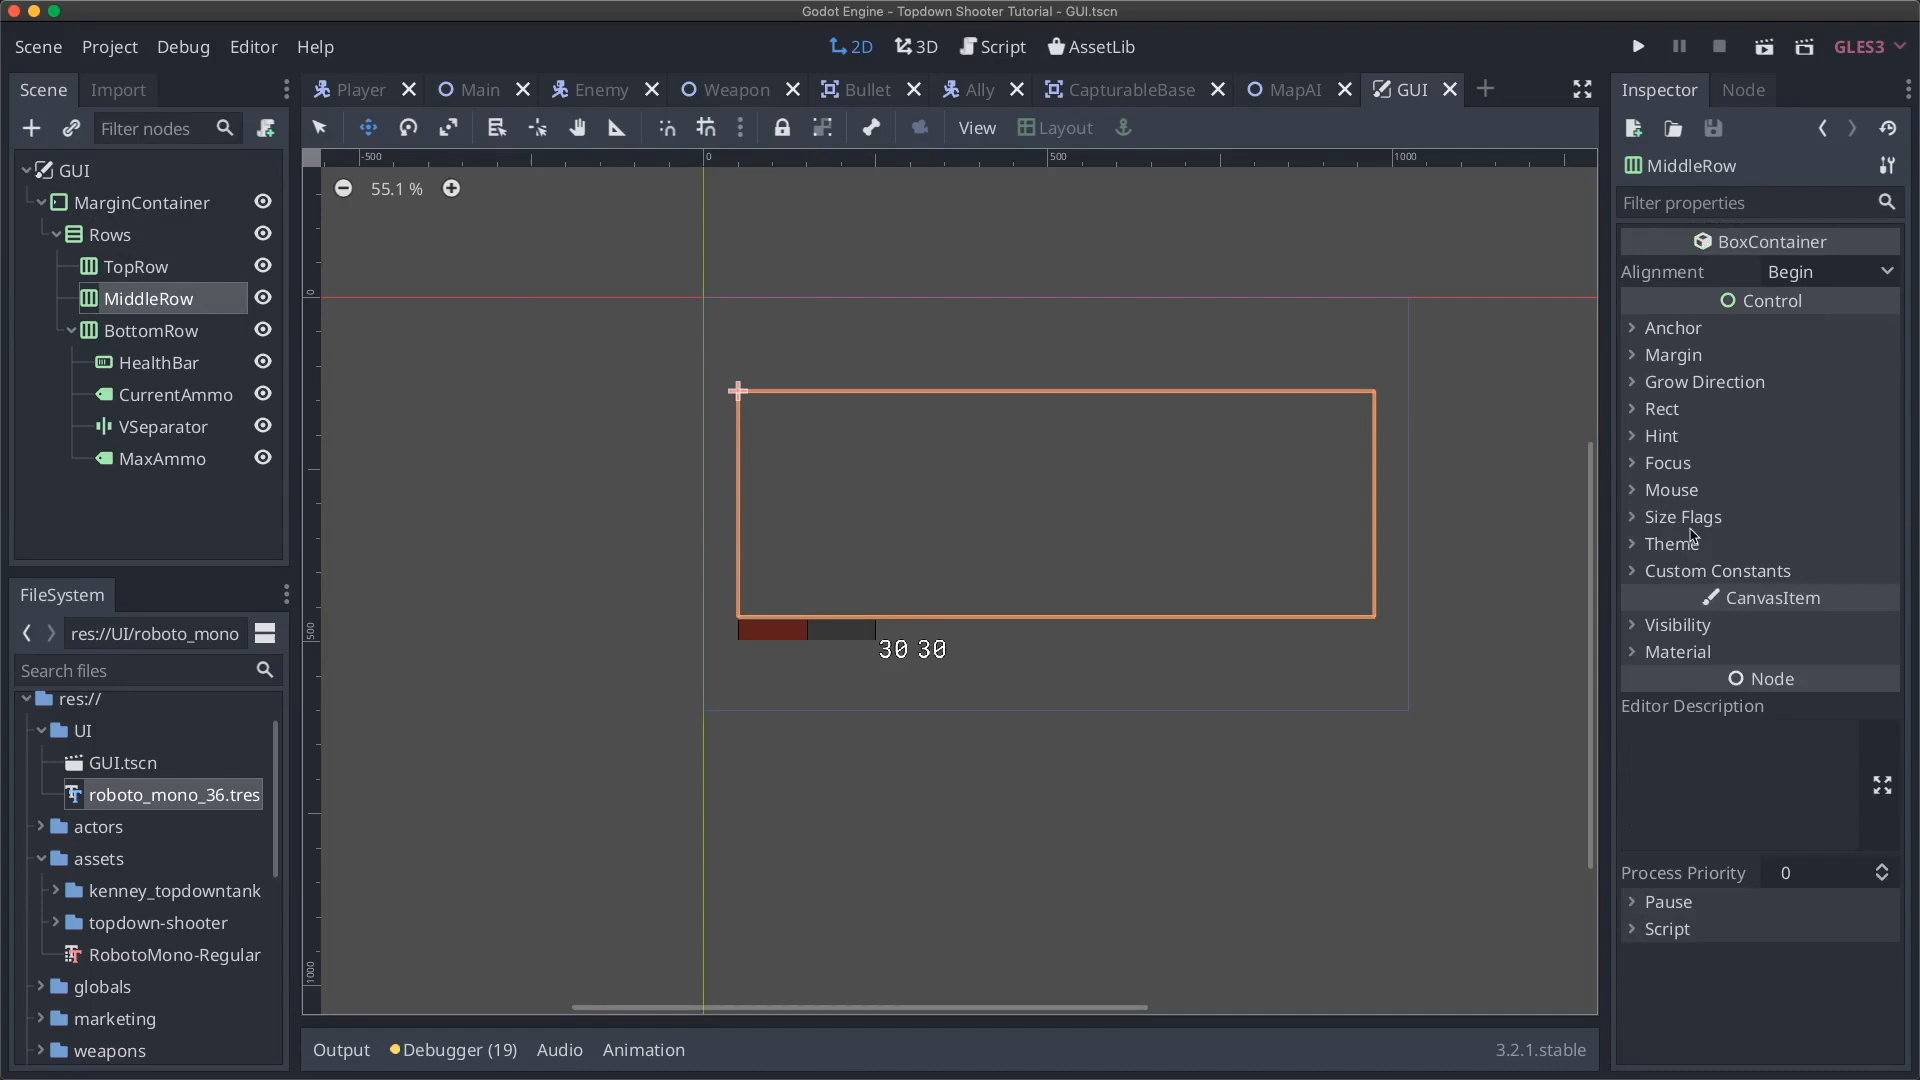 Godot Engine - Topdown Shooter Tutorial - GUI.tscn
Scene Project Debug Editor Help
2D 3D Script AssetLib
GLES3
Scene Import
Player Main Enemy Weapon Bullet Ally CapturableBase MapAI GUI
Inspector Node
Filter nodes
View Layout
GUI
MarginContainer
Rows
TopRow
MiddleRow
BottomRow
HealthBar
CurrentAmmo
VSeparator
MaxAmmo
-500 0 500 1000
55.1 %
0
500
1000
30 30
MiddleRow
Filter properties
BoxContainer
Alignment Begin
Control
Anchor
Margin
Grow Direction
Rect
Hint
Focus
Mouse
Size Flags
Theme
Custom Constants
CanvasItem
Visibility
Material
Node
Editor Description
Process Priority 0
Pause
Script
FileSystem
res://UI/roboto_mono
Search files
res://
UI
GUI.tscn
roboto_mono_36.tres
actors
assets
kenney_topdowntank
topdown-shooter
RobotoMono-Regular
globals
marketing
weapons
Output Debugger (19) Audio Animation
3.2.1.stable